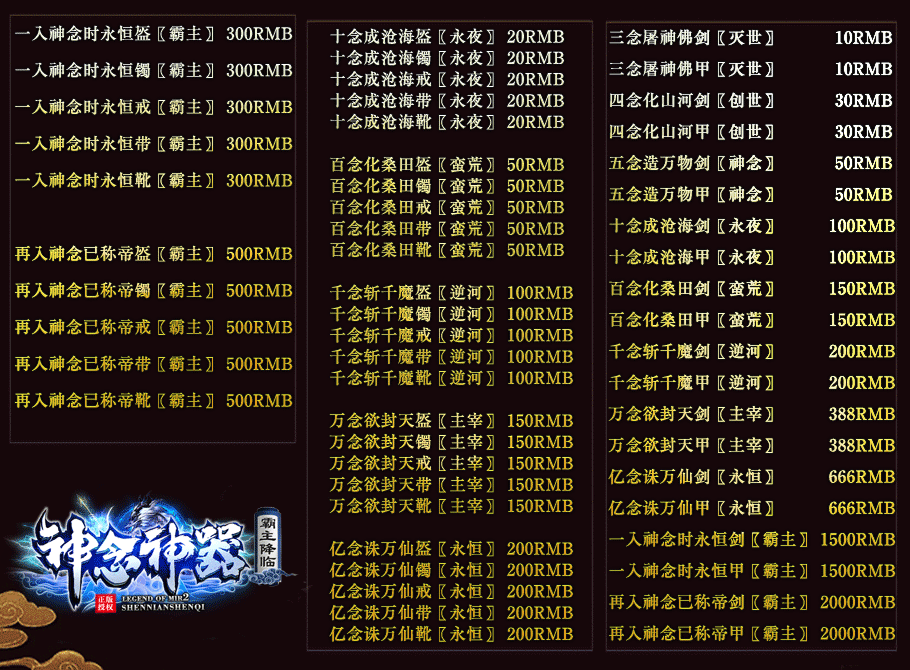 一入神念时永恒盔〖霸主〗 300RMB
一入神念时永恒镯〖霸主〗 300RMB
一入神念时永恒戒〖霸主〗 300RMB
一入神念时永恒带〖霸主〗 300RMB
一入神念时永恒靴〖霸主〗 300RMB
再入神念已称帝盔〖霸主〗 500RMB
再入神念已称帝镯〖霸主〗 500RMB
再入神念已称帝戒〖霸主〗 500RMB
再入神念已称帝带〖霸主〗 500RMB
再入神念已称帝靴〖霸主〗 500RMB
神念神器
霸主降临
正版授权
LEGEND OF MIR2
SHENNIANSHENQI
十念成沧海盔〖永夜〗 20RMB
十念成沧海镯〖永夜〗 20RMB
十念成沧海戒〖永夜〗 20RMB
十念成沧海带〖永夜〗 20RMB
十念成沧海靴〖永夜〗 20RMB
百念化桑田盔〖蛮荒〗 50RMB
百念化桑田镯〖蛮荒〗 50RMB
百念化桑田戒〖蛮荒〗 50RMB
百念化桑田带〖蛮荒〗 50RMB
百念化桑田靴〖蛮荒〗 50RMB
千念斩千魔盔〖逆河〗 100RMB
千念斩千魔镯〖逆河〗 100RMB
千念斩千魔戒〖逆河〗 100RMB
千念斩千魔带〖逆河〗 100RMB
千念斩千魔靴〖逆河〗 100RMB
万念欲封天盔〖主宰〗 150RMB
万念欲封天镯〖主宰〗 150RMB
万念欲封天戒〖主宰〗 150RMB
万念欲封天带〖主宰〗 150RMB
万念欲封天靴〖主宰〗 150RMB
亿念诛万仙盔〖永恒〗 200RMB
亿念诛万仙镯〖永恒〗 200RMB
亿念诛万仙戒〖永恒〗 200RMB
亿念诛万仙带〖永恒〗 200RMB
亿念诛万仙靴〖永恒〗 200RMB
三念屠神佛剑〖灭世〗 10RMB
三念屠神佛甲〖灭世〗 10RMB
四念化山河剑〖创世〗 30RMB
四念化山河甲〖创世〗 30RMB
五念造万物剑〖神念〗 50RMB
五念造万物甲〖神念〗 50RMB
十念成沧海剑〖永夜〗 100RMB
十念成沧海甲〖永夜〗 100RMB
百念化桑田剑〖蛮荒〗 150RMB
百念化桑田甲〖蛮荒〗 150RMB
千念斩千魔剑〖逆河〗 200RMB
千念斩千魔甲〖逆河〗 200RMB
万念欲封天剑〖主宰〗 388RMB
万念欲封天甲〖主宰〗 388RMB
亿念诛万仙剑〖永恒〗 666RMB
亿念诛万仙甲〖永恒〗 666RMB
一入神念时永恒剑〖霸主〗 1500RMB
一入神念时永恒甲〖霸主〗 1500RMB
再入神念已称帝剑〖霸主〗 2000RMB
再入神念已称帝甲〖霸主〗 2000RMB